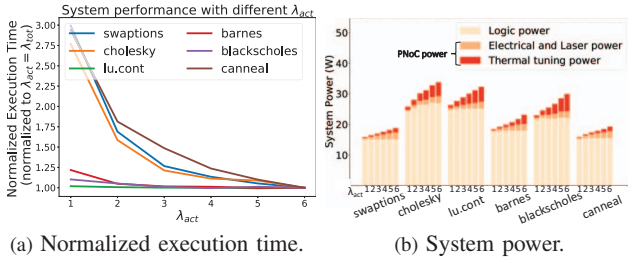 System performance with different λact
Normalized Execution Time
(normalized to λact = λtot)
3.00
2.75
2.50
2.25
2.00
1.75
1.50
1.25
1.00
swaptions
cholesky
lu.cont
barnes
blackscholes
canneal
1 2 3 4 5 6
λact
(a) Normalized execution time.
System Power (W)
50
40
30
20
10
Logic power
PNoC power
Electrical and Laser power
Thermal tuning power
λact 123456 123456 123456 123456 123456 123456
swaptions
cholesky
lu.cont
barnes
blackscholes
canneal
(b) System power.